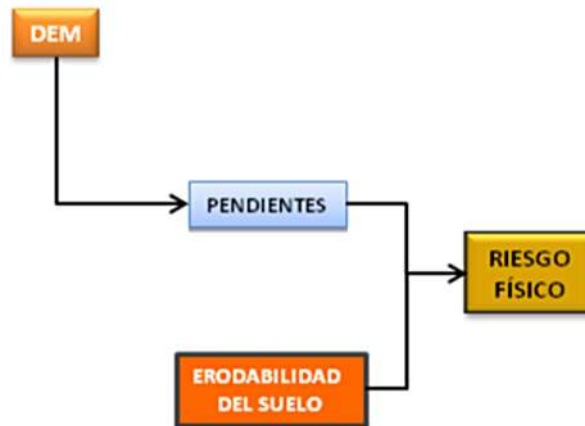 DEM
PENDIENTES
RIESGO
FÍSICO
ERODABILIDAD
DEL SUELO